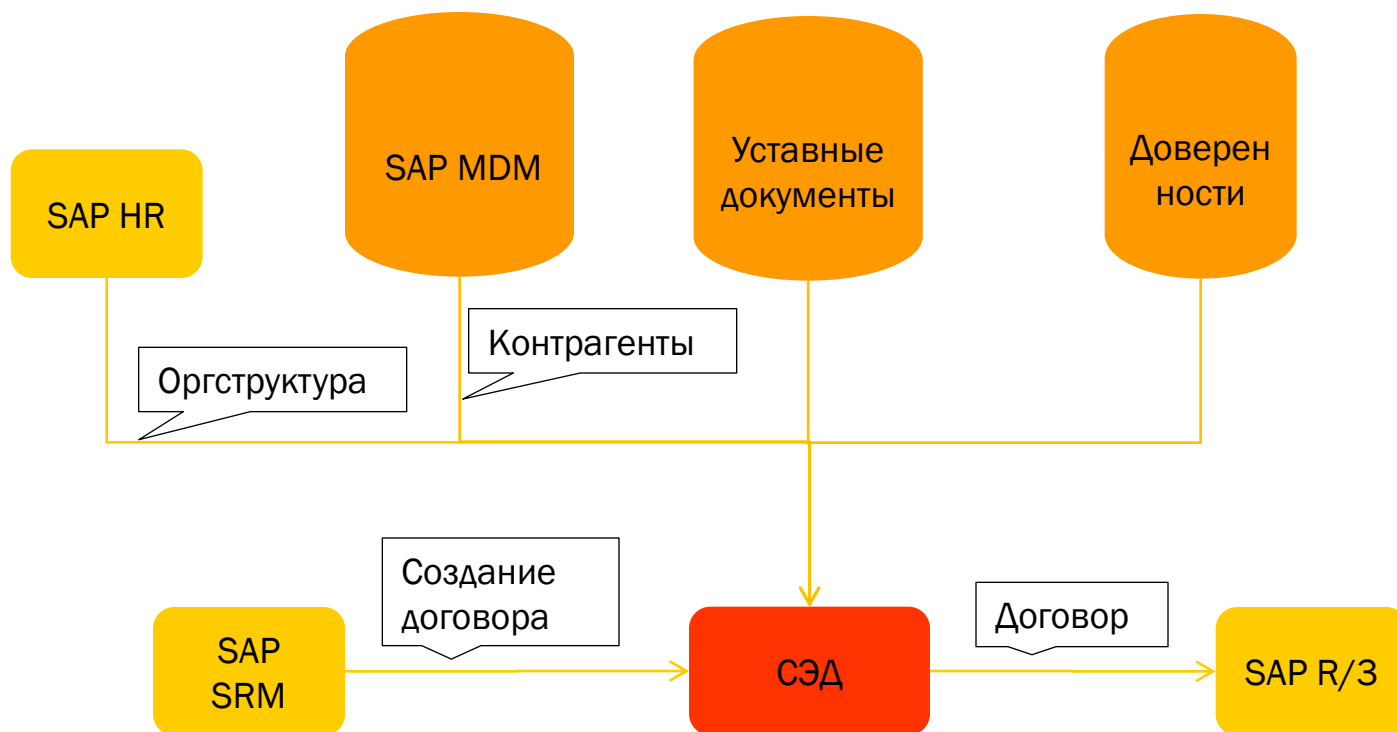 SAP HR
SAP MDM
Уставные
документы
Доверен
ности
Оргструктура
Контрагенты
Создание
договора
Договор
SAP
SRM
СЭД
SAP R/3